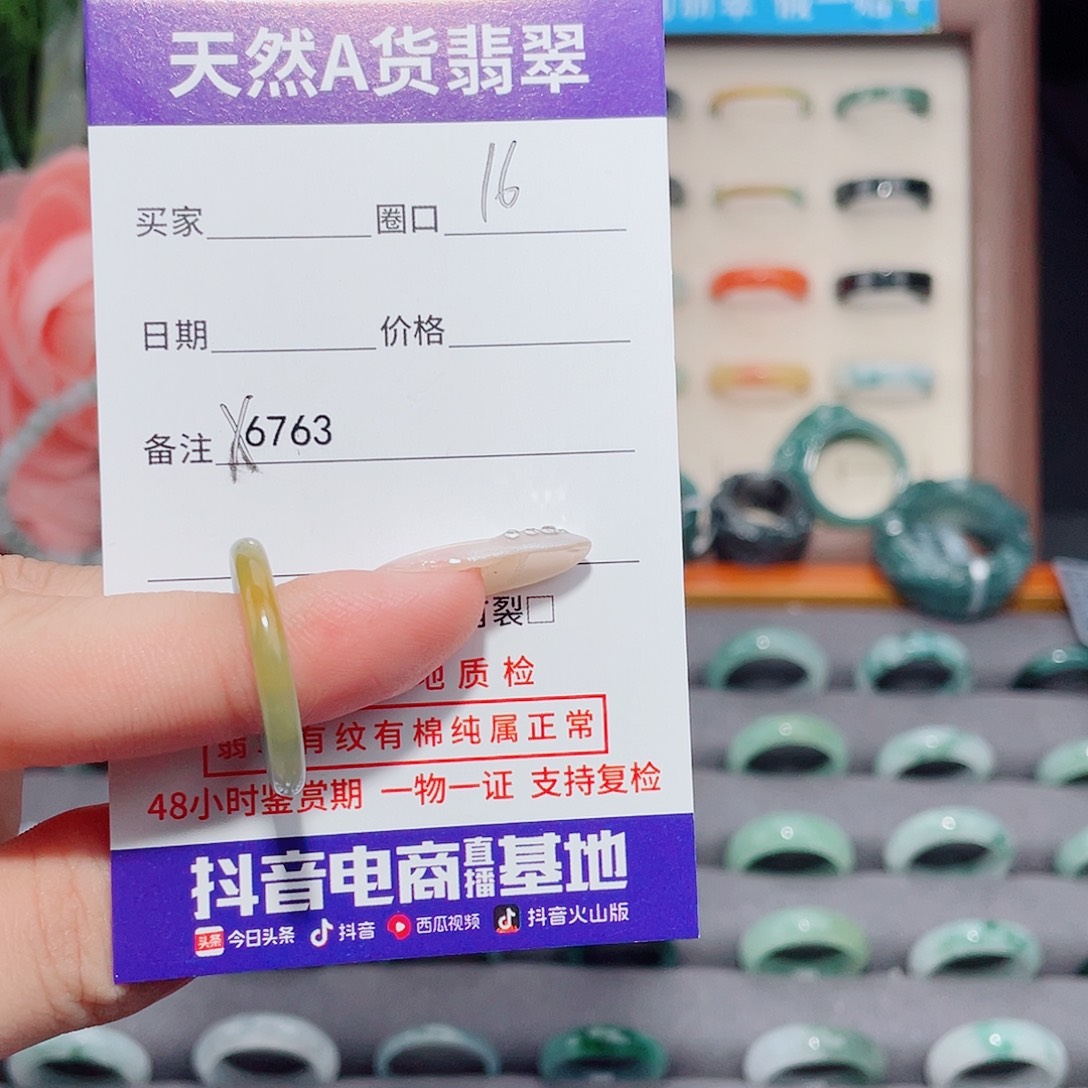 天然A货翡翠
买家 圈口 16
日期 价格
备注 X6763
裂□
质检
有纹有棉纯属正常
48小时鉴赏期 一物一证 支持复检
抖音电商直播基地
头条 今日头条 抖音 西瓜视频 抖音火山版